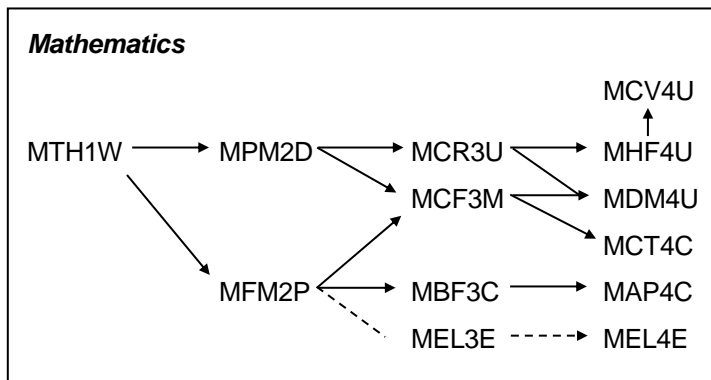 Mathematics
MCV4U
MTH1W MPM2D MCR3U MHF4U
MCF3M MDM4U
MCT4C
MFM2P MBF3C MAP4C
MEL3E MEL4E